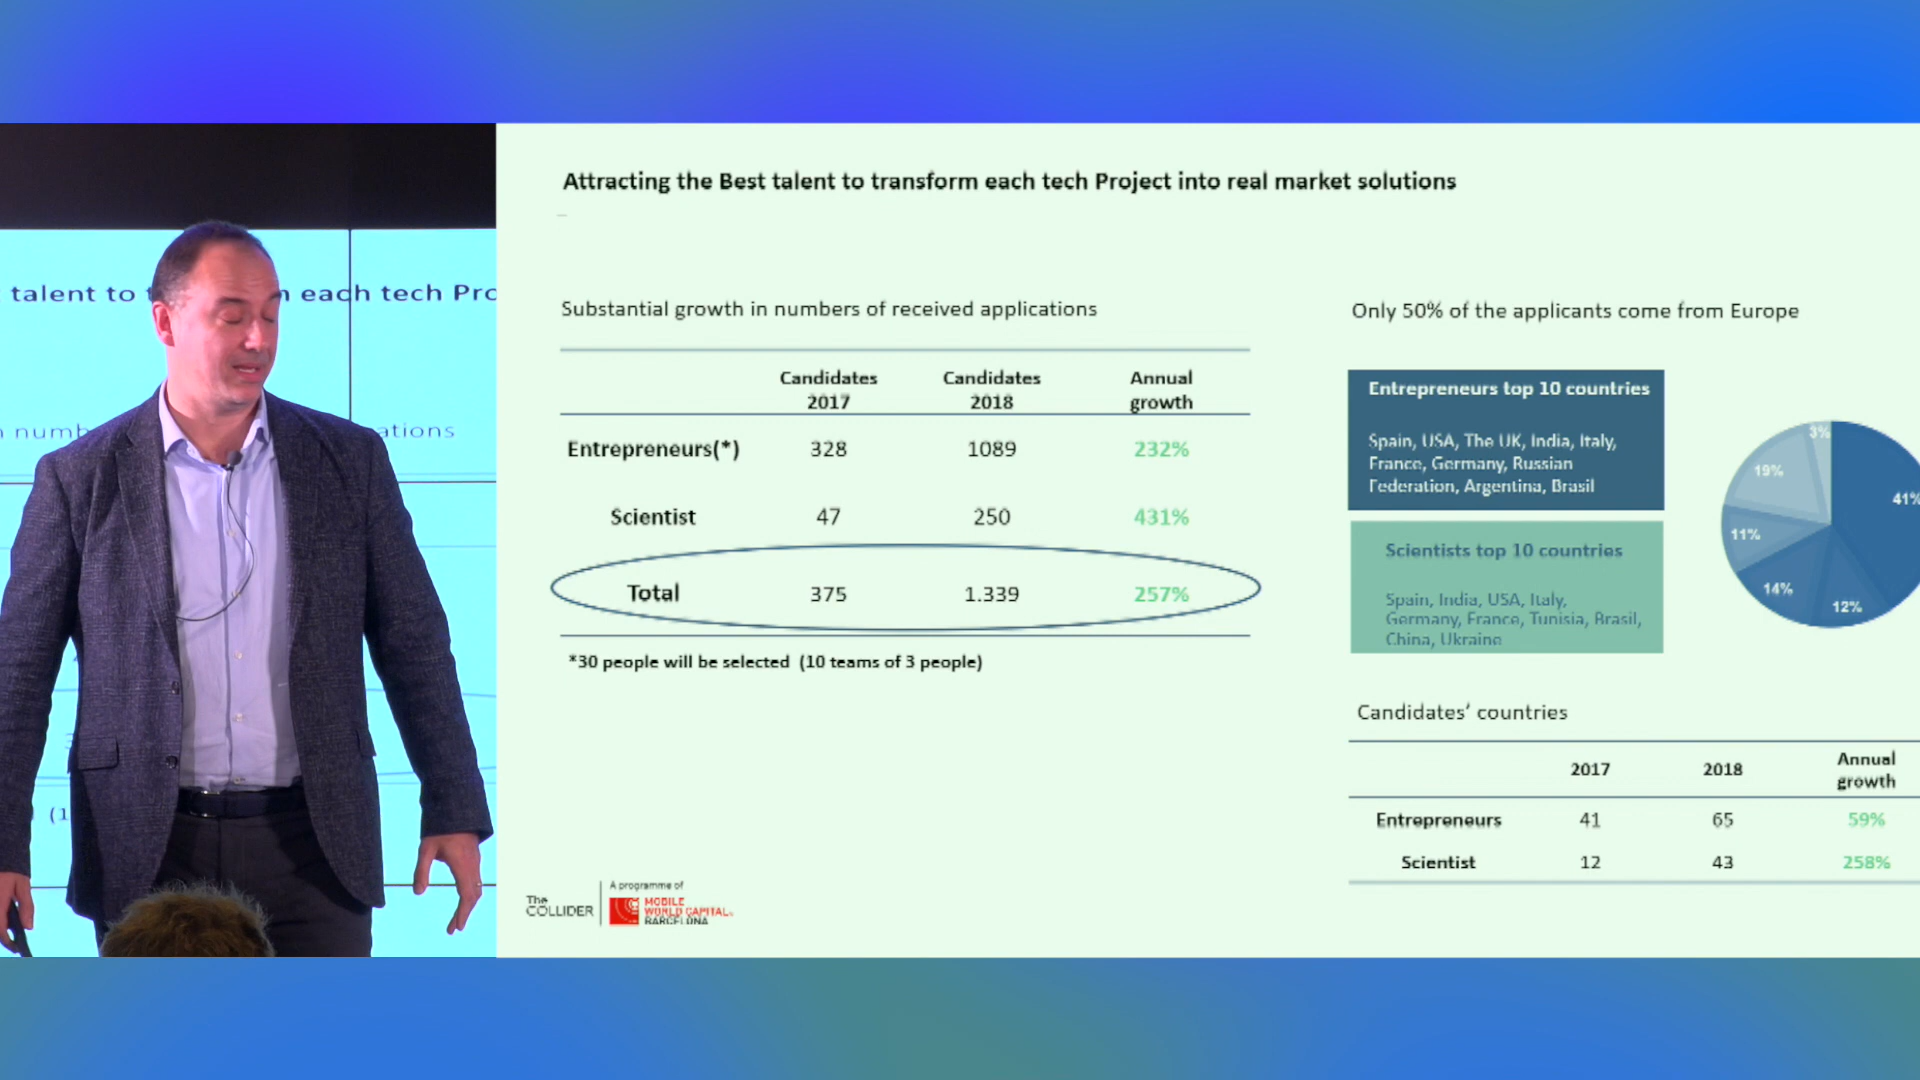 Attracting the Best talent to transform each tech Project into real market solutions
talent to
each tech Pro
ations
(1
Substantial growth in numbers of received applications
Candidates 2017
Candidates 2018
Annual growth
Entrepreneurs(*) 328 1089 232%
Scientist 47 250 431%
Total 375 1.339 257%
*30 people will be selected (10 teams of 3 people)
Only 50% of the applicants come from Europe
Entrepreneurs top 10 countries
Spain, USA, The UK, India, Italy,
France, Germany, Russian
Federation, Argentina, Brasil
Scientists top 10 countries
Spain, India, USA, Italy,
Germany, France, Tunisia, Brasil,
China, Ukraine
3%
19%
41%
11%
14%
12%
Candidates' countries
2017 2018 Annual growth
Entrepreneurs 41 65 59%
Scientist 12 43 258%
The
COLLIDER
A programme of
MOBILE
WORLD CAPITAL
BARCELONA